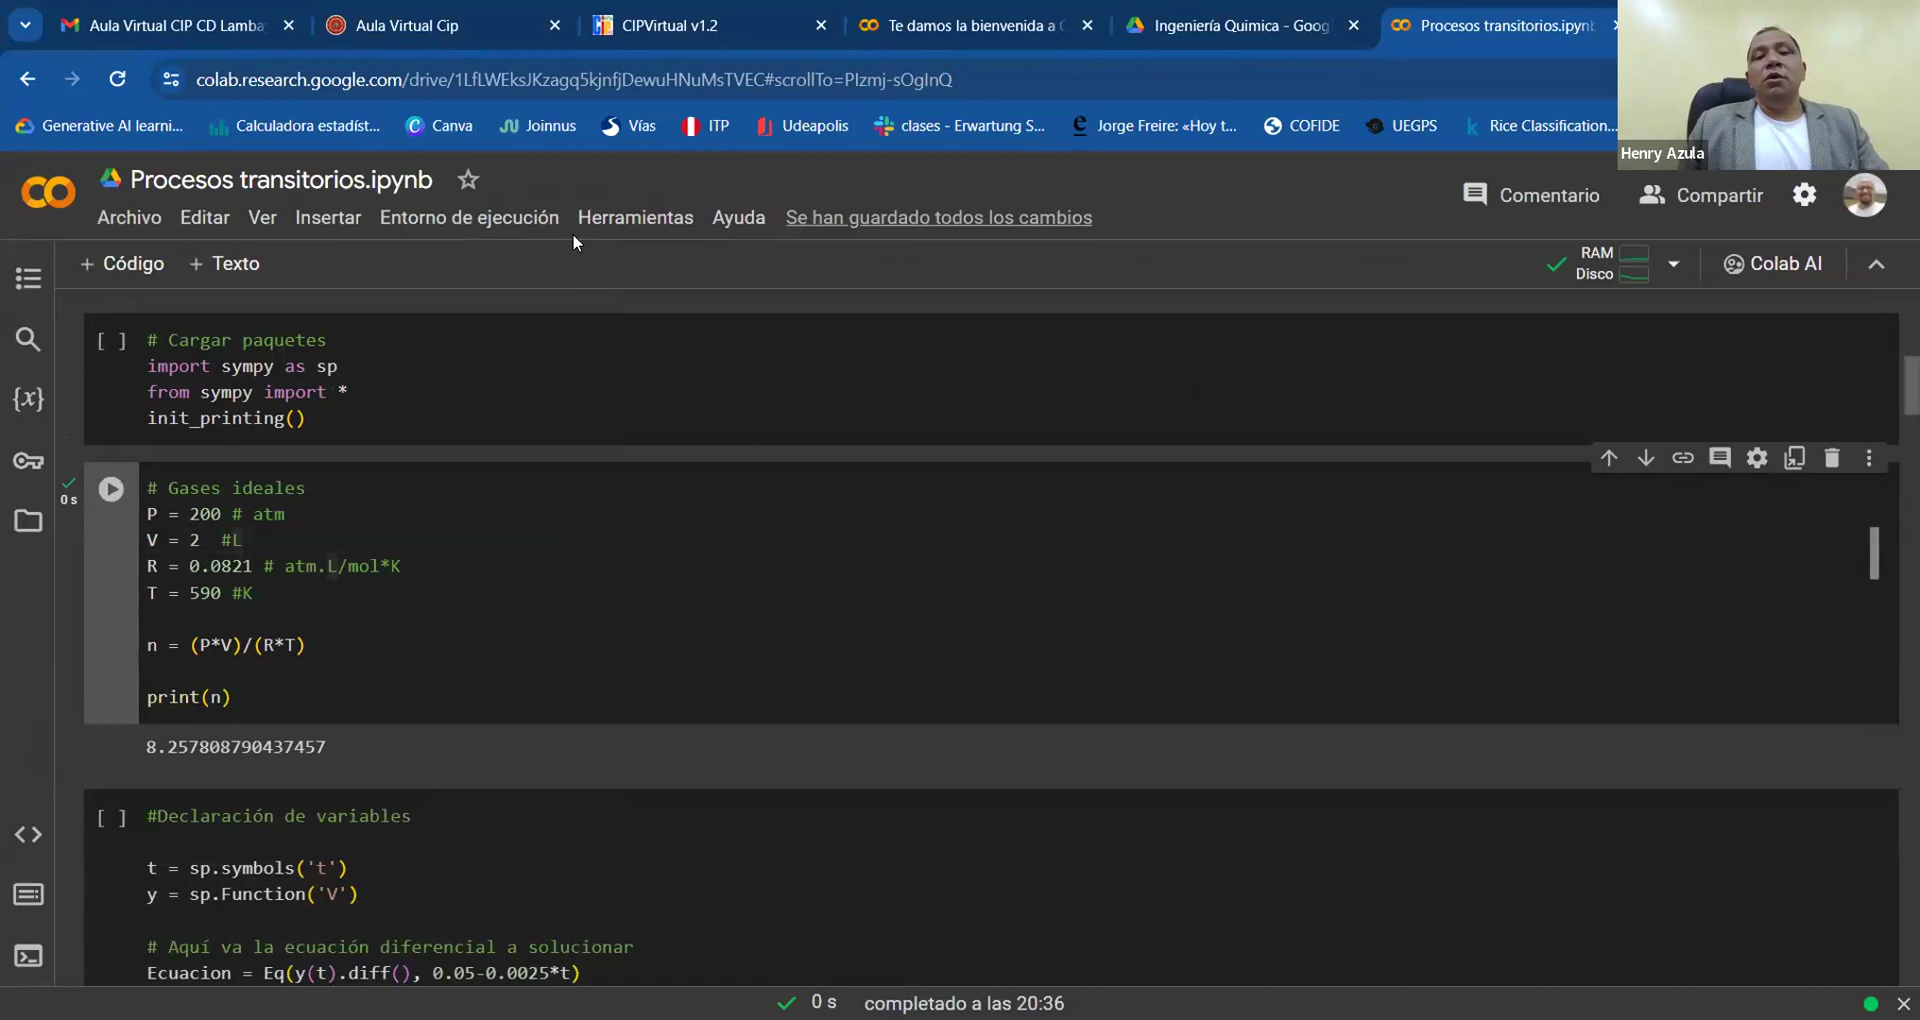 Aula Virtual CIP CD Lambay
Aula Virtual Cip
CIPVirtual v1.2
Te damos la bienvenida a C
Ingeniería Quimica - Goog
Procesos transitorios.ipynb
colab.research.google.com/drive/1LfLWEksJKzagq5kjnfjDewuHNuMsTVEC#scrollTo=PIzmj-sOgInQ
Generative AI learni...
Calculadora estadíst...
Canva
Joinnus
Vías
ITP
Udeapolis
clases - Erwartung S...
Jorge Freire: «Hoy t...
COFIDE
UEGPS
Rice Classification...
Henry Azula
Procesos transitorios.ipynb
Comentario
Compartir
Archivo Editar Ver Insertar Entorno de ejecución Herramientas Ayuda Se han guardado todos los cambios
+ Código + Texto
RAM
Disco
Colab AI
[ ] # Cargar paquetes
import sympy as sp
from sympy import *
init_printing()
0 s
# Gases ideales
P = 200 # atm
V = 2 #L
R = 0.0821 # atm.L/mol*K
T = 590 #K
n = (P*V)/(R*T)
print(n)
8.257808790437457
[ ] #Declaración de variables
t = sp.symbols('t')
y = sp.Function('V')
# Aquí va la ecuación diferencial a solucionar
Ecuacion = Eq(y(t).diff(), 0.05-0.0025*t)
0 s completado a las 20:36